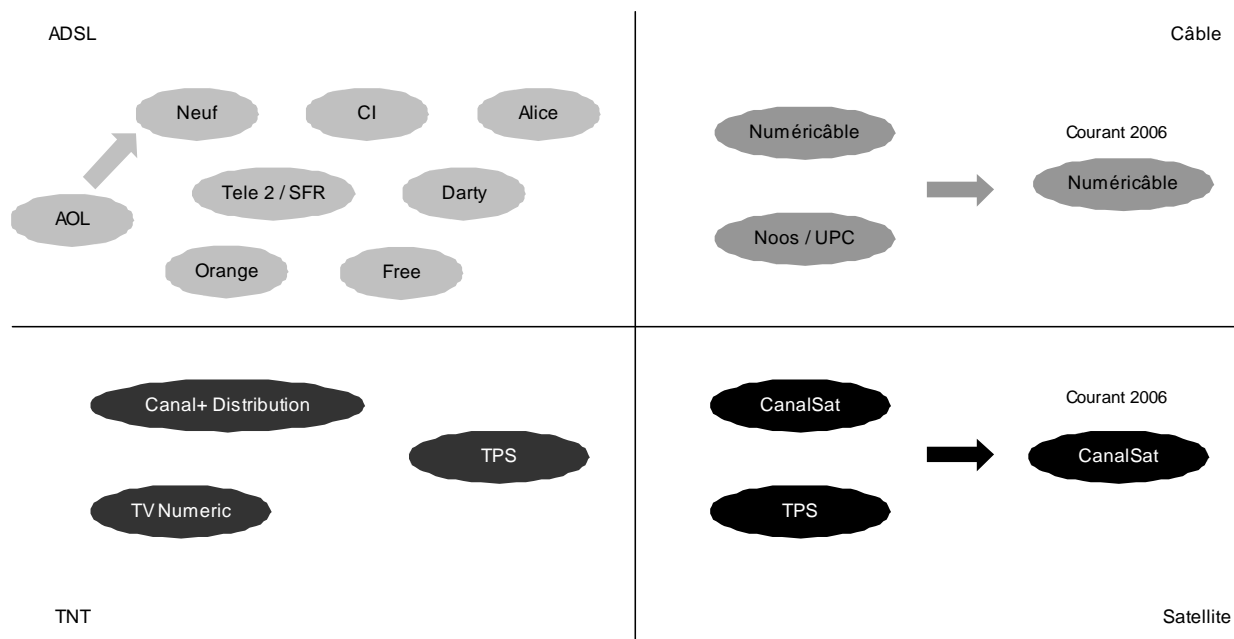 ADSL
Câble
Neuf
CI
Alice
AOL
Tele 2 / SFR
Darty
Orange
Free
Numéricâble
Noos / UPC
Courant 2006
Numéricâble
Canal+ Distribution
TPS
TV Numeric
TNT
CanalSat
TPS
Courant 2006
CanalSat
Satellite